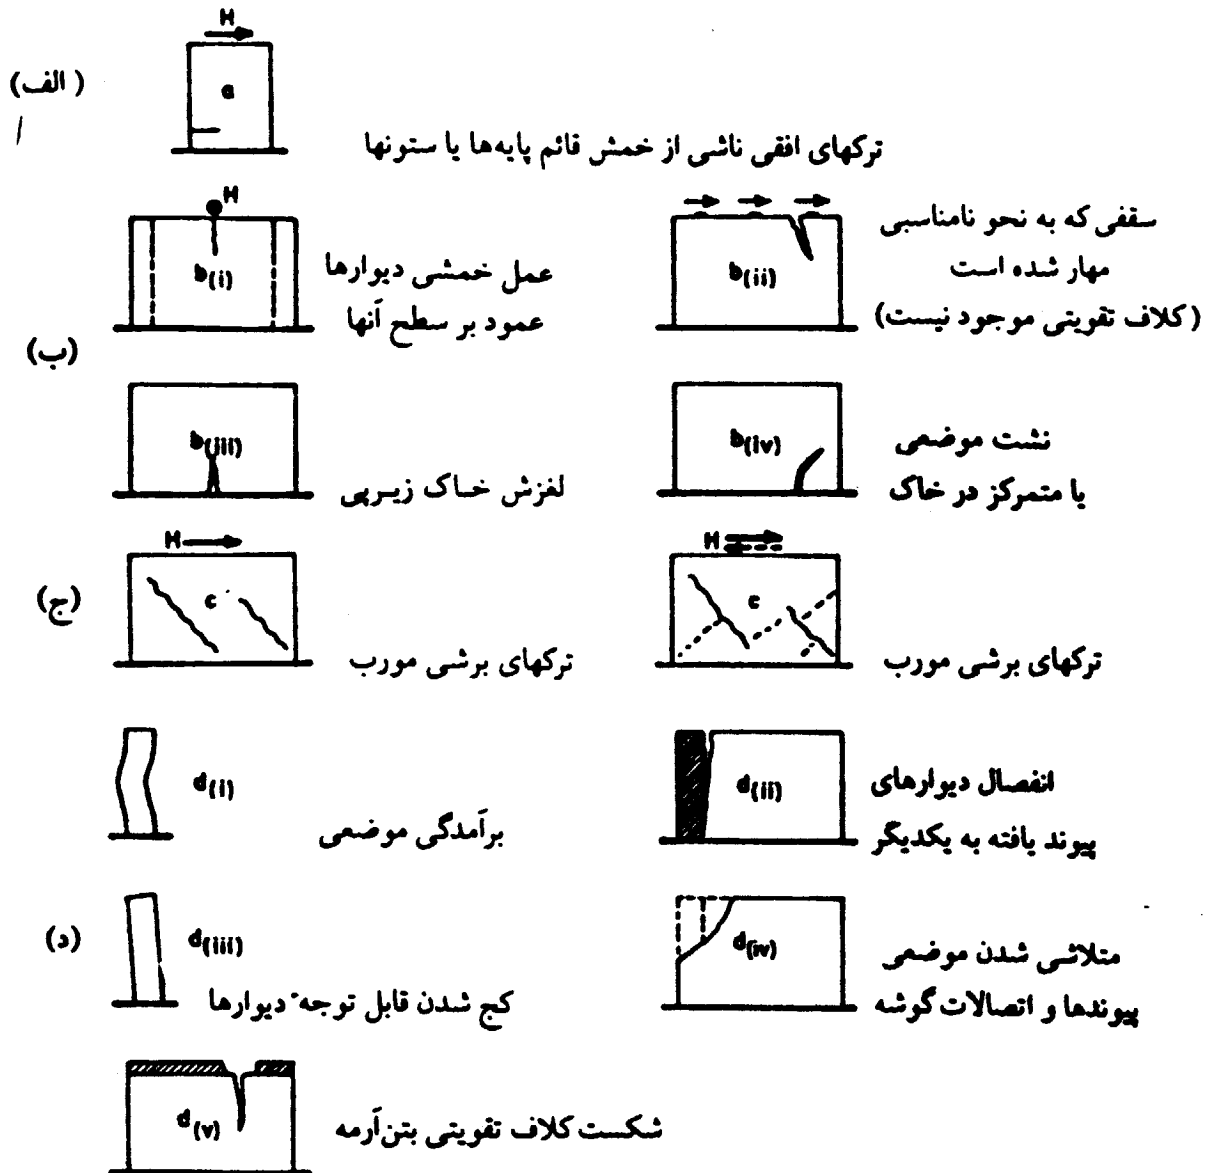 H
(الف)
a
ترکهای افقی ناشی از خمش قائم پایه‌ها یا ستونها
H
b(i)
عمل خمشی دیوارها
عمود بر سطح آنها
b(ii)
سقفی که به نحو نامناسبی
مهار شده است
(کلاف تقویتی موجود نیست)
(ب)
b(iii)
لغزش خاک زیرپی
b(iv)
نشت موضعی
یا متمرکز در خاک
(ج)
H
c
ترکهای برشی مورب
H
c
ترکهای برشی مورب
d(i)
برآمدگی موضعی
d(ii)
انفصال دیوارهای
پیوند یافته به یکدیگر
(د)
d(iii)
کج شدن قابل توجه دیوارها
d(iv)
متلاشی شدن موضعی
پیوندها و اتصالات گوشه
d(v)
شکست کلاف تقویتی بتن‌آرمه